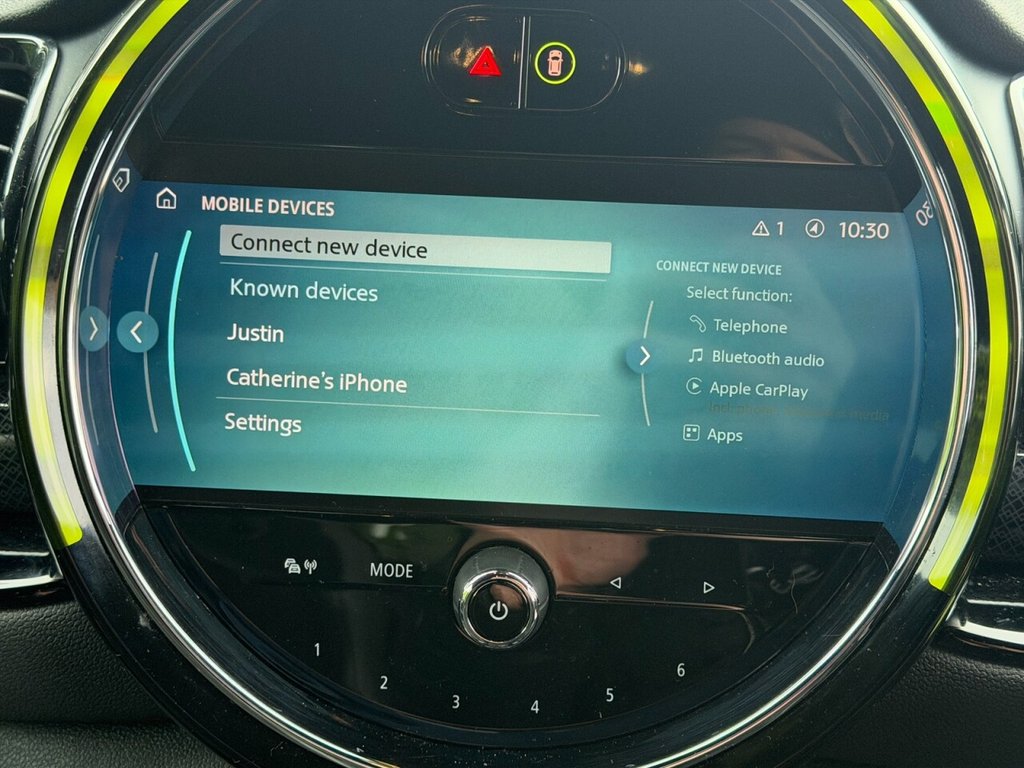 MOBILE DEVICES
1 10:30
Connect new device
Known devices
Justin
Catherine's iPhone
Settings
CONNECT NEW DEVICE
Select function:
Telephone
Bluetooth audio
Apple CarPlay
media
Apps
MODE
1
2
3
4
5
6